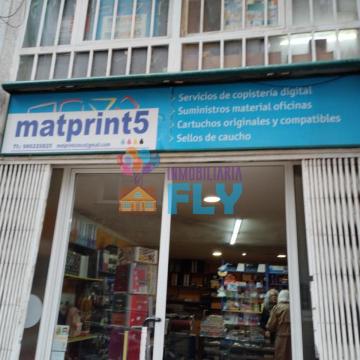 matprint5
Servicios de copistería digital
Suministros material oficinas
Cartuchos originales y compatibles
Sellos de caucho
INMOBILIARIA
FLY